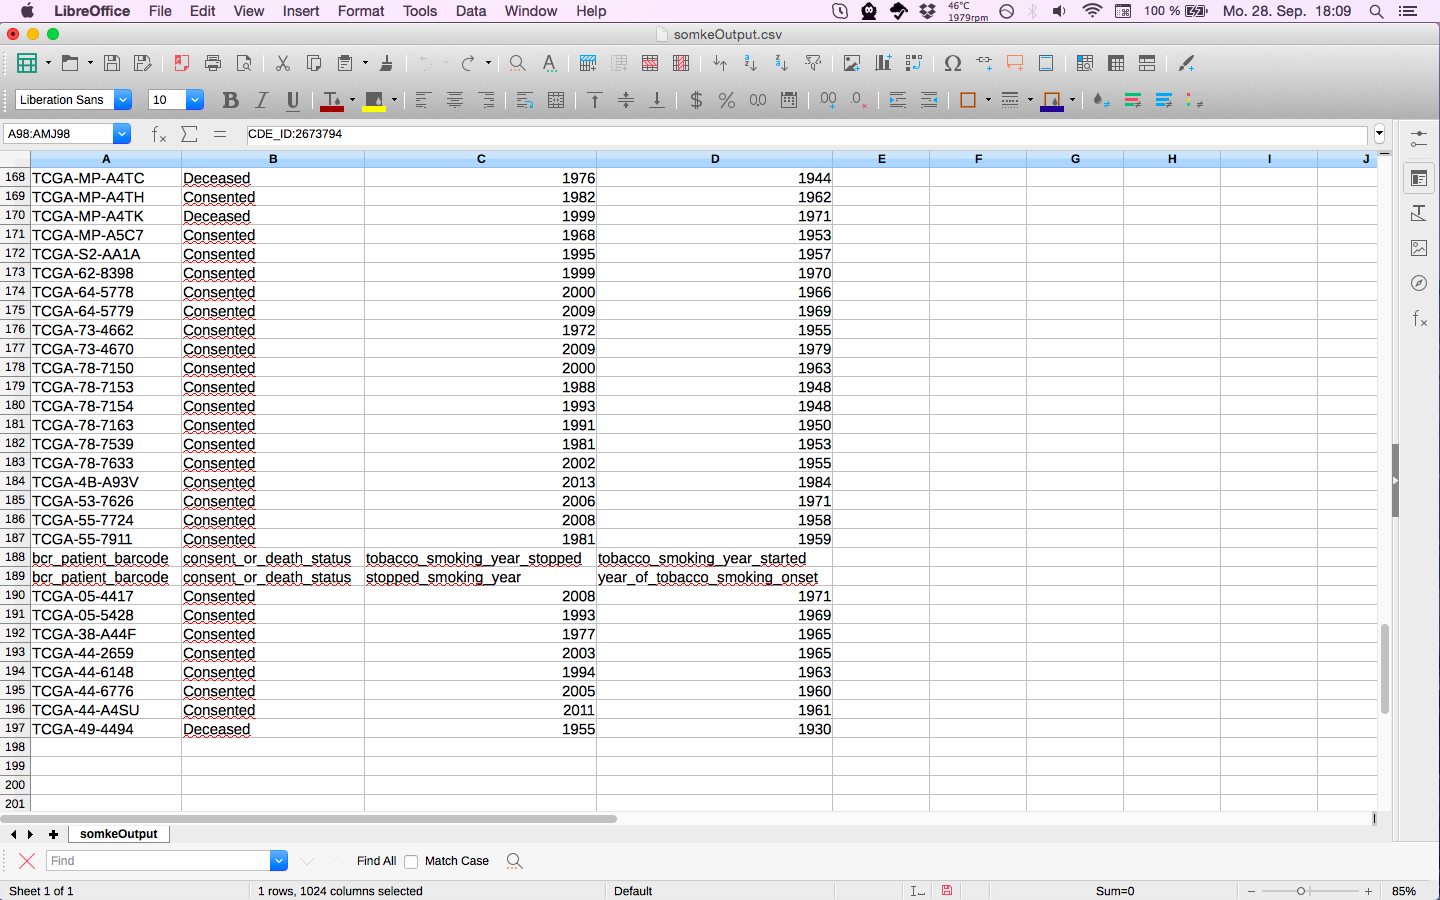 LibreOffice File Edit View Insert Format Tools Data Window Help 46°C 1979rpm 100 % Mo. 28. Sep. 18:09
somkeOutput.csv
Liberation Sans 10
A98:AMJ98 CDE_ID:2673794
A B C D E F G H I J
168 TCGA-MP-A4TC Deceased 1976 1944
169 TCGA-MP-A4TH Consented 1982 1962
170 TCGA-MP-A4TK Deceased 1999 1971
171 TCGA-MP-A5C7 Consented 1968 1953
172 TCGA-S2-AA1A Consented 1995 1957
173 TCGA-62-8398 Consented 1999 1970
174 TCGA-64-5778 Consented 2000 1966
175 TCGA-64-5779 Consented 2009 1969
176 TCGA-73-4662 Consented 1972 1955
177 TCGA-73-4670 Consented 2009 1979
178 TCGA-78-7150 Consented 2000 1963
179 TCGA-78-7153 Consented 1988 1948
180 TCGA-78-7154 Consented 1993 1948
181 TCGA-78-7163 Consented 1991 1950
182 TCGA-78-7539 Consented 1981 1953
183 TCGA-78-7633 Consented 2002 1955
184 TCGA-4B-A93V Consented 2013 1984
185 TCGA-53-7626 Consented 2006 1971
186 TCGA-55-7724 Consented 2008 1958
187 TCGA-55-7911 Consented 1981 1959
188 bcr_patient_barcode consent_or_death_status tobacco_smoking_year_stopped tobacco_smoking_year_started
189 bcr_patient_barcode consent_or_death_status stopped_smoking_year year_of_tobacco_smoking_onset
190 TCGA-05-4417 Consented 2008 1971
191 TCGA-05-5428 Consented 1993 1969
192 TCGA-38-A44F Consented 1977 1965
193 TCGA-44-2659 Consented 2003 1965
194 TCGA-44-6148 Consented 1994 1963
195 TCGA-44-6776 Consented 2005 1960
196 TCGA-44-A4SU Consented 2011 1961
197 TCGA-49-4494 Deceased 1955 1930
198
199
200
201
somkeOutput
Find Find All Match Case
Sheet 1 of 1 1 rows, 1024 columns selected Default Sum=0 85%